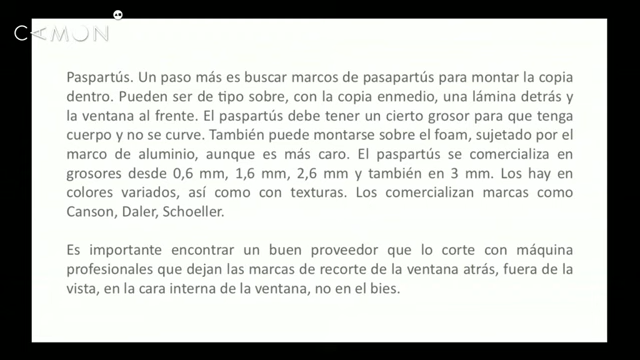 CAMON
Paspartús. Un paso más es buscar marcos de pasapartús para montar la copia
dentro. Pueden ser de tipo sobre, con la copia enmedio, una lámina detrás y
la ventana al frente. El paspartús debe tener un cierto grosor para que tenga
cuerpo y no se curve. También puede montarse sobre el foam, sujetado por el
marco de aluminio, aunque es más caro. El paspartús se comercializa en
grosores desde 0,6 mm, 1,6 mm, 2,6 mm y también en 3 mm. Los hay en
colores variados, así como con texturas. Los comercializan marcas como
Canson, Daler, Schoeller.
Es importante encontrar un buen proveedor que lo corte con máquina
profesionales que dejan las marcas de recorte de la ventana atrás, fuera de la
vista, en la cara interna de la ventana, no en el bies.